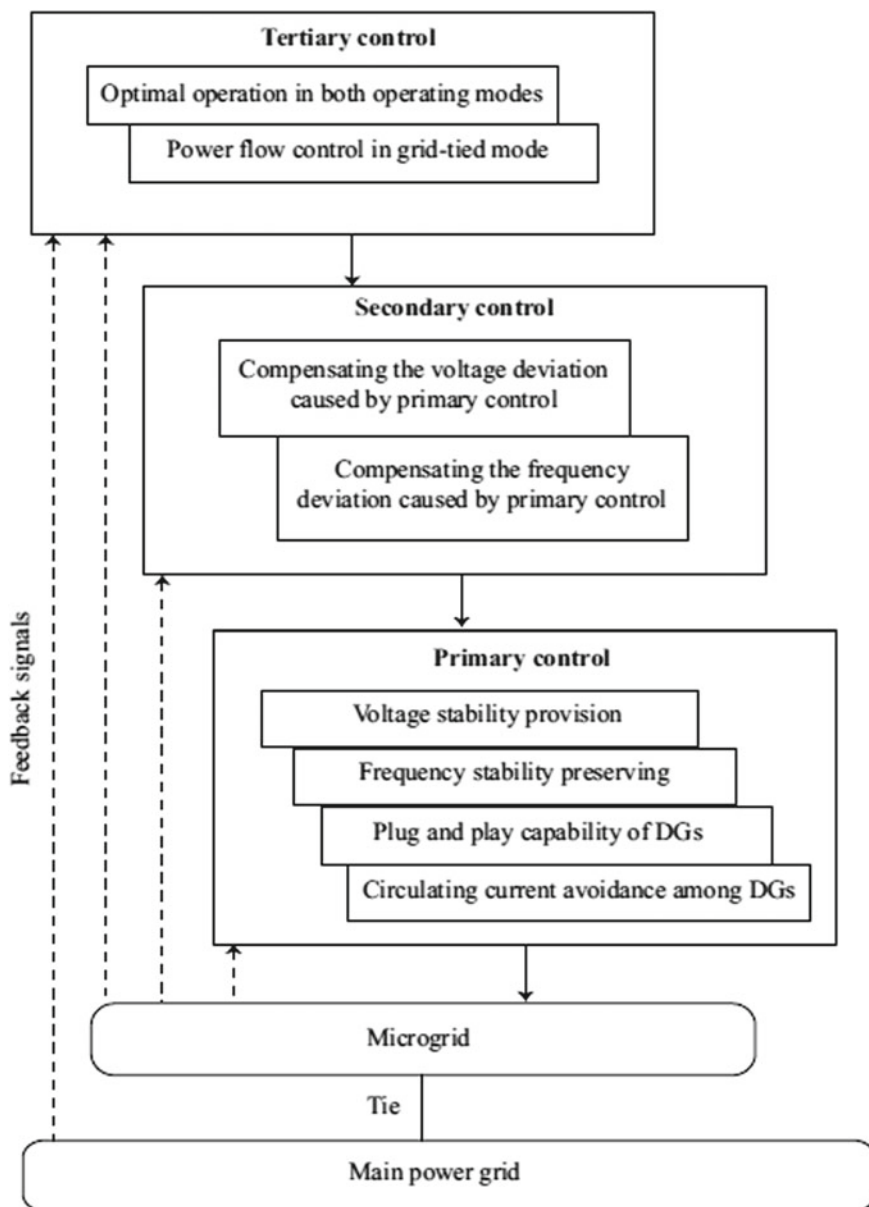 Tertiary control
Optimal operation in both operating modes
Power flow control in grid-tied mode
Secondary control
Compensating the voltage deviation
caused by primary control
Compensating the frequency
deviation caused by primary control
Primary control
Voltage stability provision
Frequency stability preserving
Plug and play capability of DGs
Circulating current avoidance among DGs
Feedback signals
Microgrid
Tie
Main power grid